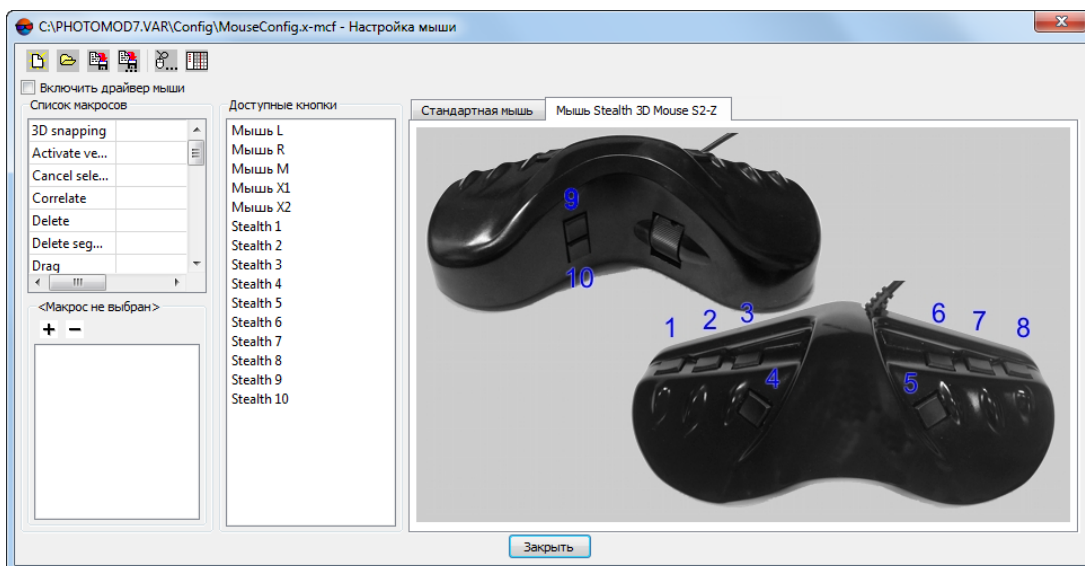 C:\PHOTOMOD7.VAR\Config\MouseConfig.x-mcf - Настройка мыши
Включить драйвер мыши
Список макросов
3D snapping
Activate ve...
Cancel sele...
Correlate
Delete
Delete seg...
Drag
<Макрос не выбран>
Доступные кнопки
Мышь L
Мышь R
Мышь M
Мышь X1
Мышь X2
Stealth 1
Stealth 2
Stealth 3
Stealth 4
Stealth 5
Stealth 6
Stealth 7
Stealth 8
Stealth 9
Stealth 10
Стандартная мышь
Мышь Stealth 3D Mouse S2-Z
9
10
1 2 3
4
6 7 8
5
Закрыть